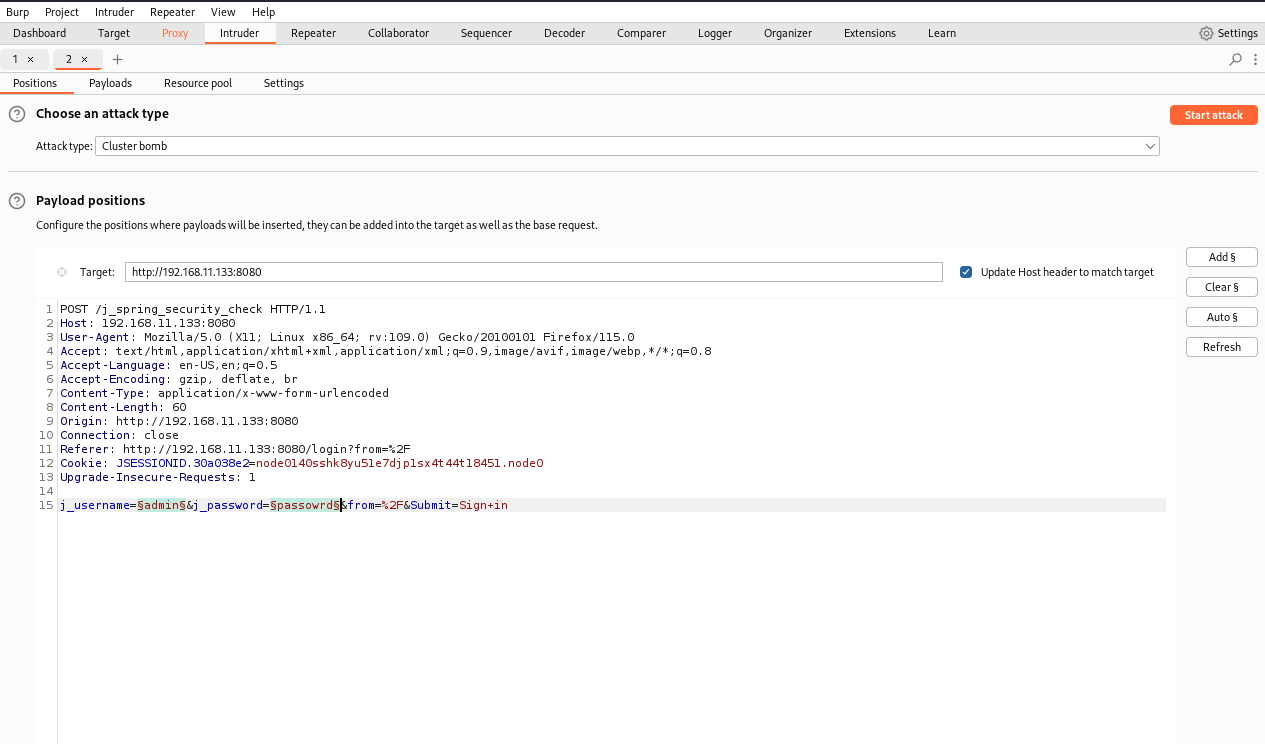 Burp Project Intruder Repeater View Help
Dashboard Target Proxy Intruder Repeater Collaborator Sequencer Decoder Comparer Logger Organizer Extensions Learn Settings
1 × 2 × +
Positions Payloads Resource pool Settings
? Choose an attack type Start attack
Attack type: Cluster bomb
? Payload positions
Configure the positions where payloads will be inserted, they can be added into the target as well as the base request.
Target: http://192.168.11.133:8080 Update Host header to match target Add §
Clear §
Auto §
Refresh
1 POST /j_spring_security_check HTTP/1.1
2 Host: 192.168.11.133:8080
3 User-Agent: Mozilla/5.0 (X11; Linux x86_64; rv:109.0) Gecko/20100101 Firefox/115.0
4 Accept: text/html,application/xhtml+xml,application/xml;q=0.9,image/avif,image/webp,*/*;q=0.8
5 Accept-Language: en-US,en;q=0.5
6 Accept-Encoding: gzip, deflate, br
7 Content-Type: application/x-www-form-urlencoded
8 Content-Length: 60
9 Origin: http://192.168.11.133:8080
10 Connection: close
11 Referer: http://192.168.11.133:8080/login?from=%2F
12 Cookie: JSESSIONID.30a038e2=node0140sshk8yu51e7djp1sx4t44t18451.node0
13 Upgrade-Insecure-Requests: 1
14
15 j_username=§admin§&j_password=§passowrd§&from=%2F&Submit=Sign+in